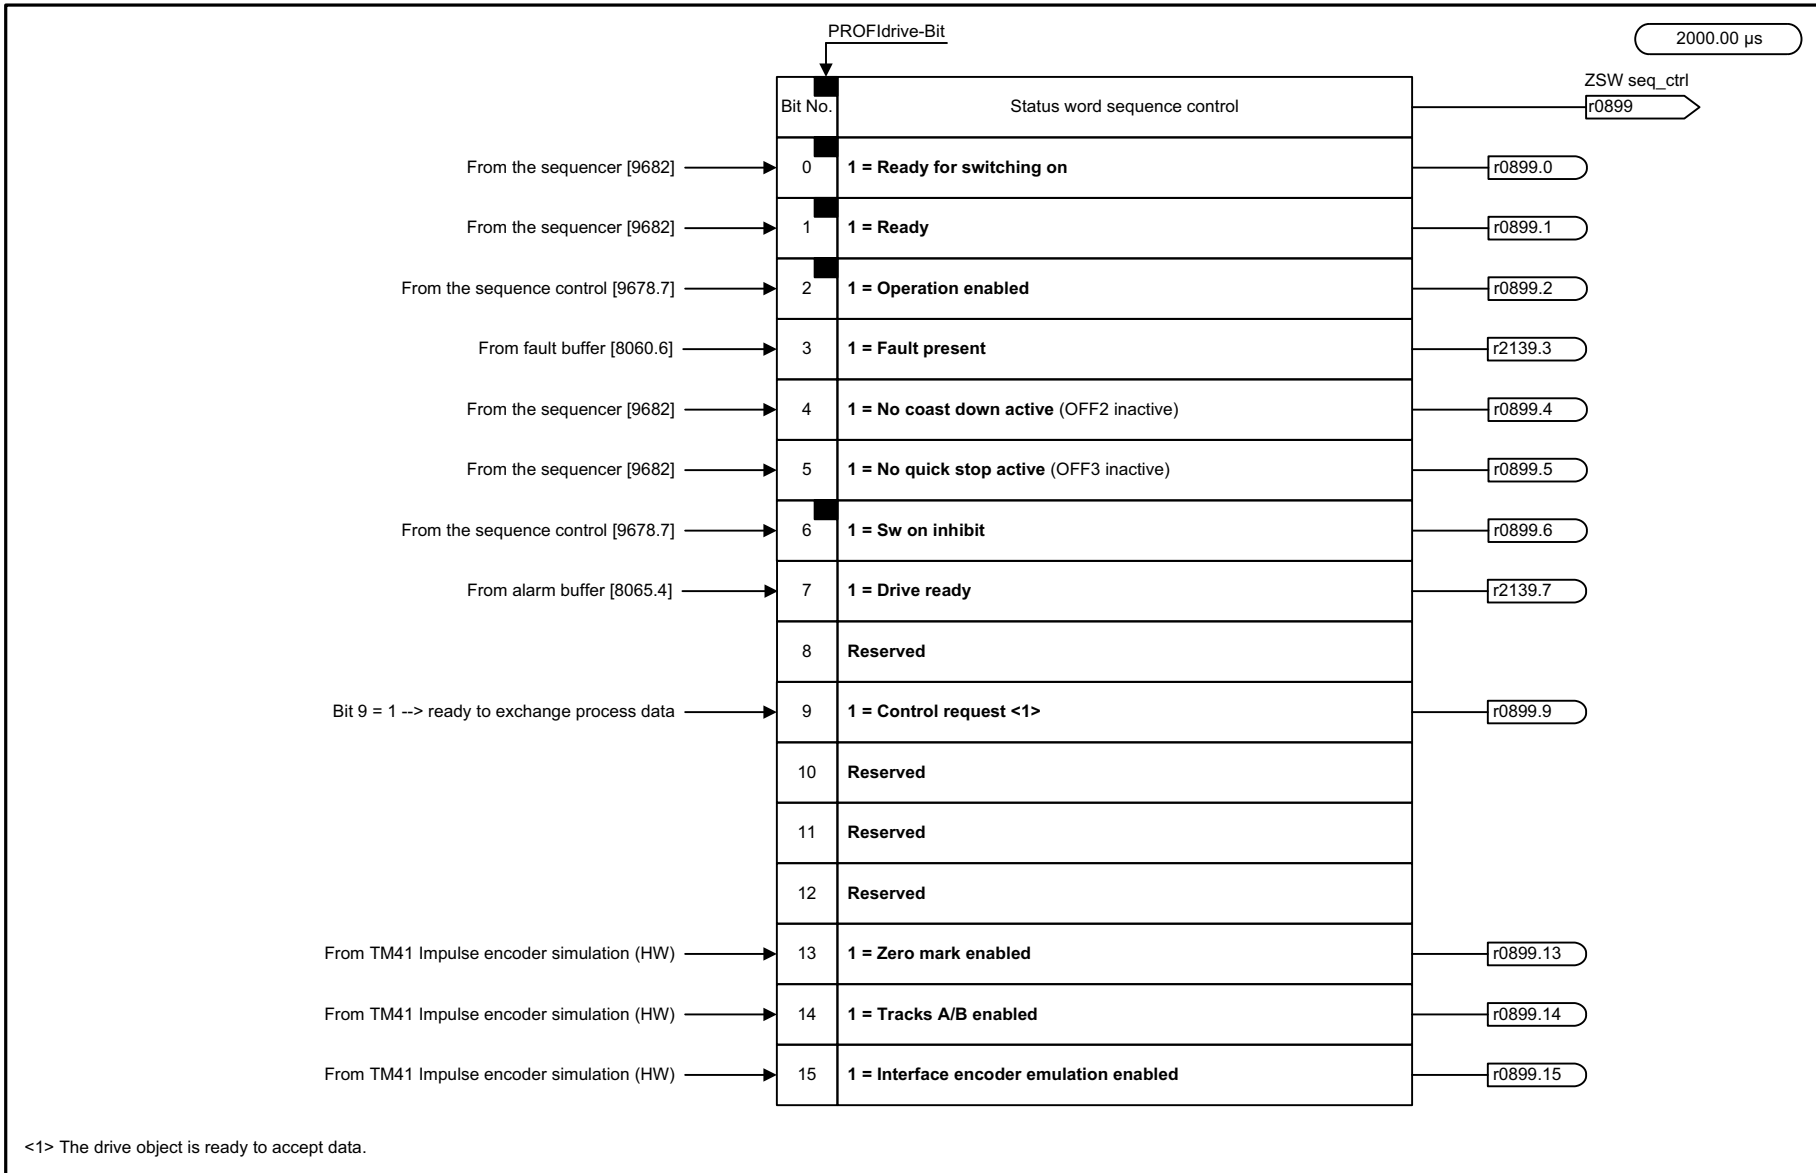 PROFIdrive-Bit
2000.00 µs
ZSW seq_ctrl
Bit No. Status word sequence control r0899
From the sequencer [9682] 0 1 = Ready for switching on r0899.0
From the sequencer [9682] 1 1 = Ready r0899.1
From the sequence control [9678.7] 2 1 = Operation enabled r0899.2
From fault buffer [8060.6] 3 1 = Fault present r2139.3
From the sequencer [9682] 4 1 = No coast down active (OFF2 inactive) r0899.4
From the sequencer [9682] 5 1 = No quick stop active (OFF3 inactive) r0899.5
From the sequence control [9678.7] 6 1 = Sw on inhibit r0899.6
From alarm buffer [8065.4] 7 1 = Drive ready r2139.7
8 Reserved
Bit 9 = 1 --> ready to exchange process data 9 1 = Control request <1> r0899.9
10 Reserved
11 Reserved
12 Reserved
From TM41 Impulse encoder simulation (HW) 13 1 = Zero mark enabled r0899.13
From TM41 Impulse encoder simulation (HW) 14 1 = Tracks A/B enabled r0899.14
From TM41 Impulse encoder simulation (HW) 15 1 = Interface encoder emulation enabled r0899.15
<1> The drive object is ready to accept data.